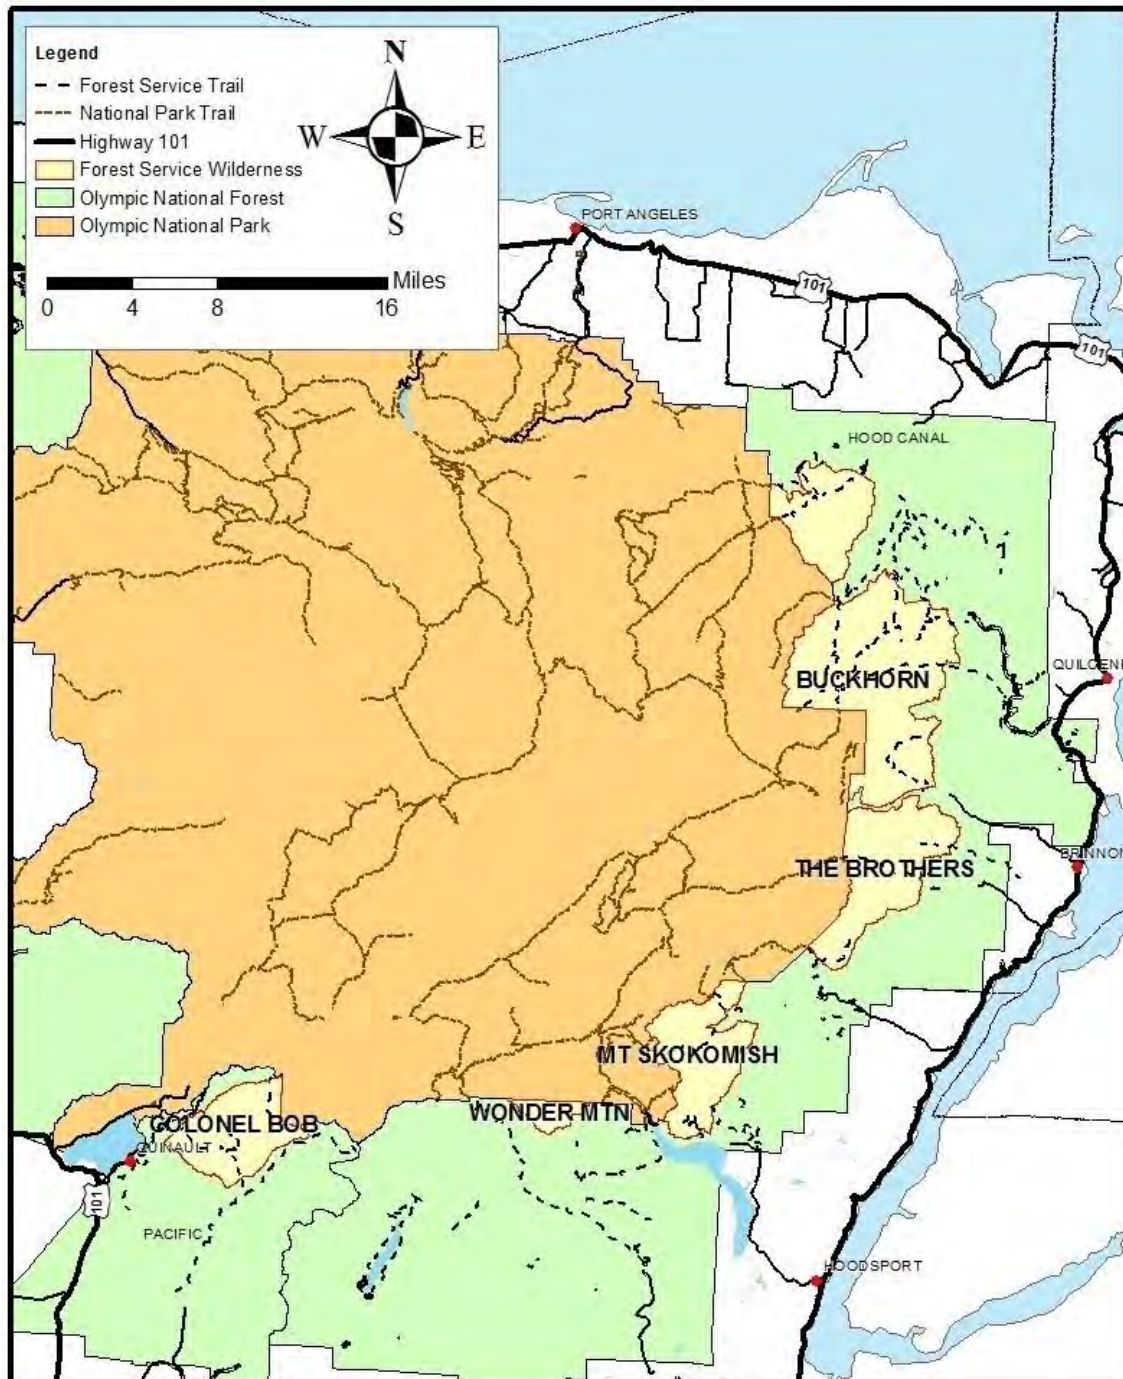 Legend
Forest Service Trail
National Park Trail
Highway 101
Forest Service Wilderness
Olympic National Forest
Olympic National Park
N
W E
S
Miles
0 4 8 16
PORT ANGELES
101
101
HOOD CANAL
QUILCENE
BUCKHORN
BRINNON
THE BROTHERS
MT SKOKOMISH
WONDER MTN
COLONEL BOB
QUINAULT
101
PACIFIC
HOODSPORT